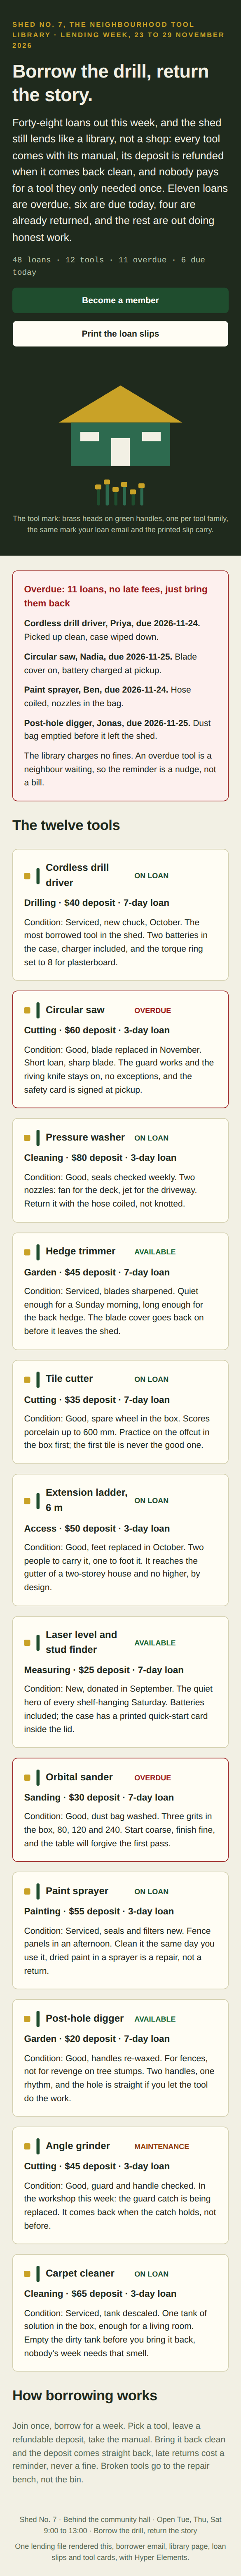 SHED NO. 7, THE NEIGHBOURHOOD TOOL
LIBRARY · LENDING WEEK, 23 TO 29 NOVEMBER
2026
Borrow the drill, return
the story.
Forty-eight loans out this week, and the shed
still lends like a library, not a shop: every tool
comes with its manual, its deposit is refunded
when it comes back clean, and nobody pays
for a tool they only needed once. Eleven loans
are overdue, six are due today, four are
already returned, and the rest are out doing
honest work.
48 loans · 12 tools · 11 overdue · 6 due
today
Become a member
Print the loan slips
The tool mark: brass heads on green handles, one per tool family,
the same mark your loan email and the printed slip carry.
Overdue: 11 loans, no late fees, just bring
them back
Cordless drill driver, Priya, due 2026-11-24.
Picked up clean, case wiped down.
Circular saw, Nadia, due 2026-11-25. Blade
cover on, battery charged at pickup.
Paint sprayer, Ben, due 2026-11-24. Hose
coiled, nozzles in the bag.
Post-hole digger, Jonas, due 2026-11-25. Dust
bag emptied before it left the shed.
The library charges no fines. An overdue tool is a
neighbour waiting, so the reminder is a nudge, not
a bill.
The twelve tools
Cordless drill
driver
ON LOAN
Drilling · $40 deposit · 7-day loan
Condition: Serviced, new chuck, October. The
most borrowed tool in the shed. Two batteries in
the case, charger included, and the torque ring
set to 8 for plasterboard.
Circular saw
OVERDUE
Cutting · $60 deposit · 3-day loan
Condition: Good, blade replaced in November.
Short loan, sharp blade. The guard works and the
riving knife stays on, no exceptions, and the
safety card is signed at pickup.
Pressure washer
ON LOAN
Cleaning · $80 deposit · 3-day loan
Condition: Good, seals checked weekly. Two
nozzles: fan for the deck, jet for the driveway.
Return it with the hose coiled, not knotted.
Hedge trimmer
AVAILABLE
Garden · $45 deposit · 7-day loan
Condition: Serviced, blades sharpened. Quiet
enough for a Sunday morning, long enough for
the back hedge. The blade cover goes back on
before it leaves the shed.
Tile cutter
ON LOAN
Cutting · $35 deposit · 7-day loan
Condition: Good, spare wheel in the box. Scores
porcelain up to 600 mm. Practice on the offcut in
the box first; the first tile is never the good one.
Extension ladder,
6 m
ON LOAN
Access · $50 deposit · 3-day loan
Condition: Good, feet replaced in October. Two
people to carry it, one to foot it. It reaches the
gutter of a two-storey house and no higher, by
design.
Laser level and
stud finder
AVAILABLE
Measuring · $25 deposit · 7-day loan
Condition: New, donated in September. The quiet
hero of every shelf-hanging Saturday. Batteries
included; the case has a printed quick-start card
inside the lid.
Orbital sander
OVERDUE
Sanding · $30 deposit · 7-day loan
Condition: Good, dust bag washed. Three grits in
the box, 80, 120 and 240. Start coarse, finish fine,
and the table will forgive the first pass.
Paint sprayer
ON LOAN
Painting · $55 deposit · 3-day loan
Condition: Serviced, seals and filters new. Fence
panels in an afternoon. Clean it the same day you
use it, dried paint in a sprayer is a repair, not a
return.
Post-hole digger
AVAILABLE
Garden · $20 deposit · 7-day loan
Condition: Good, handles re-waxed. For fences,
not for revenge on tree stumps. Two handles, one
rhythm, and the hole is straight if you let the tool
do the work.
Angle grinder
MAINTENANCE
Cutting · $45 deposit · 3-day loan
Condition: Good, guard and handle checked. In
the workshop this week: the guard catch is being
replaced. It comes back when the catch holds, not
before.
Carpet cleaner
ON LOAN
Cleaning · $65 deposit · 3-day loan
Condition: Serviced, tank descaled. One tank of
solution in the box, enough for a living room.
Empty the dirty tank before you bring it back,
nobody's week needs that smell.
How borrowing works
Join once, borrow for a week. Pick a tool, leave a
refundable deposit, take the manual. Bring it back clean
and the deposit comes straight back, late returns cost a
reminder, never a fine. Broken tools go to the repair
bench, not the bin.
Shed No. 7 · Behind the community hall · Open Tue, Thu, Sat
9:00 to 13:00 · Borrow the drill, return the story
One lending file rendered this, borrower email, library page, loan
slips and tool cards, with Hyper Elements.